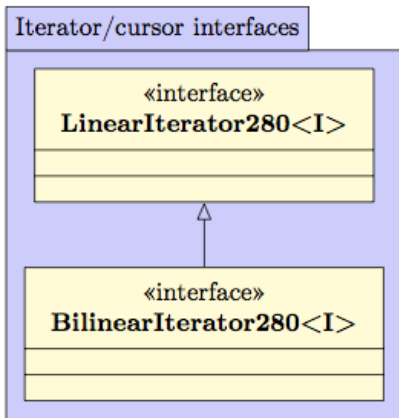 Iterator/cursor interfaces
«interface»
LinearIterator280<I>
«interface»
BilinearIterator280<I>